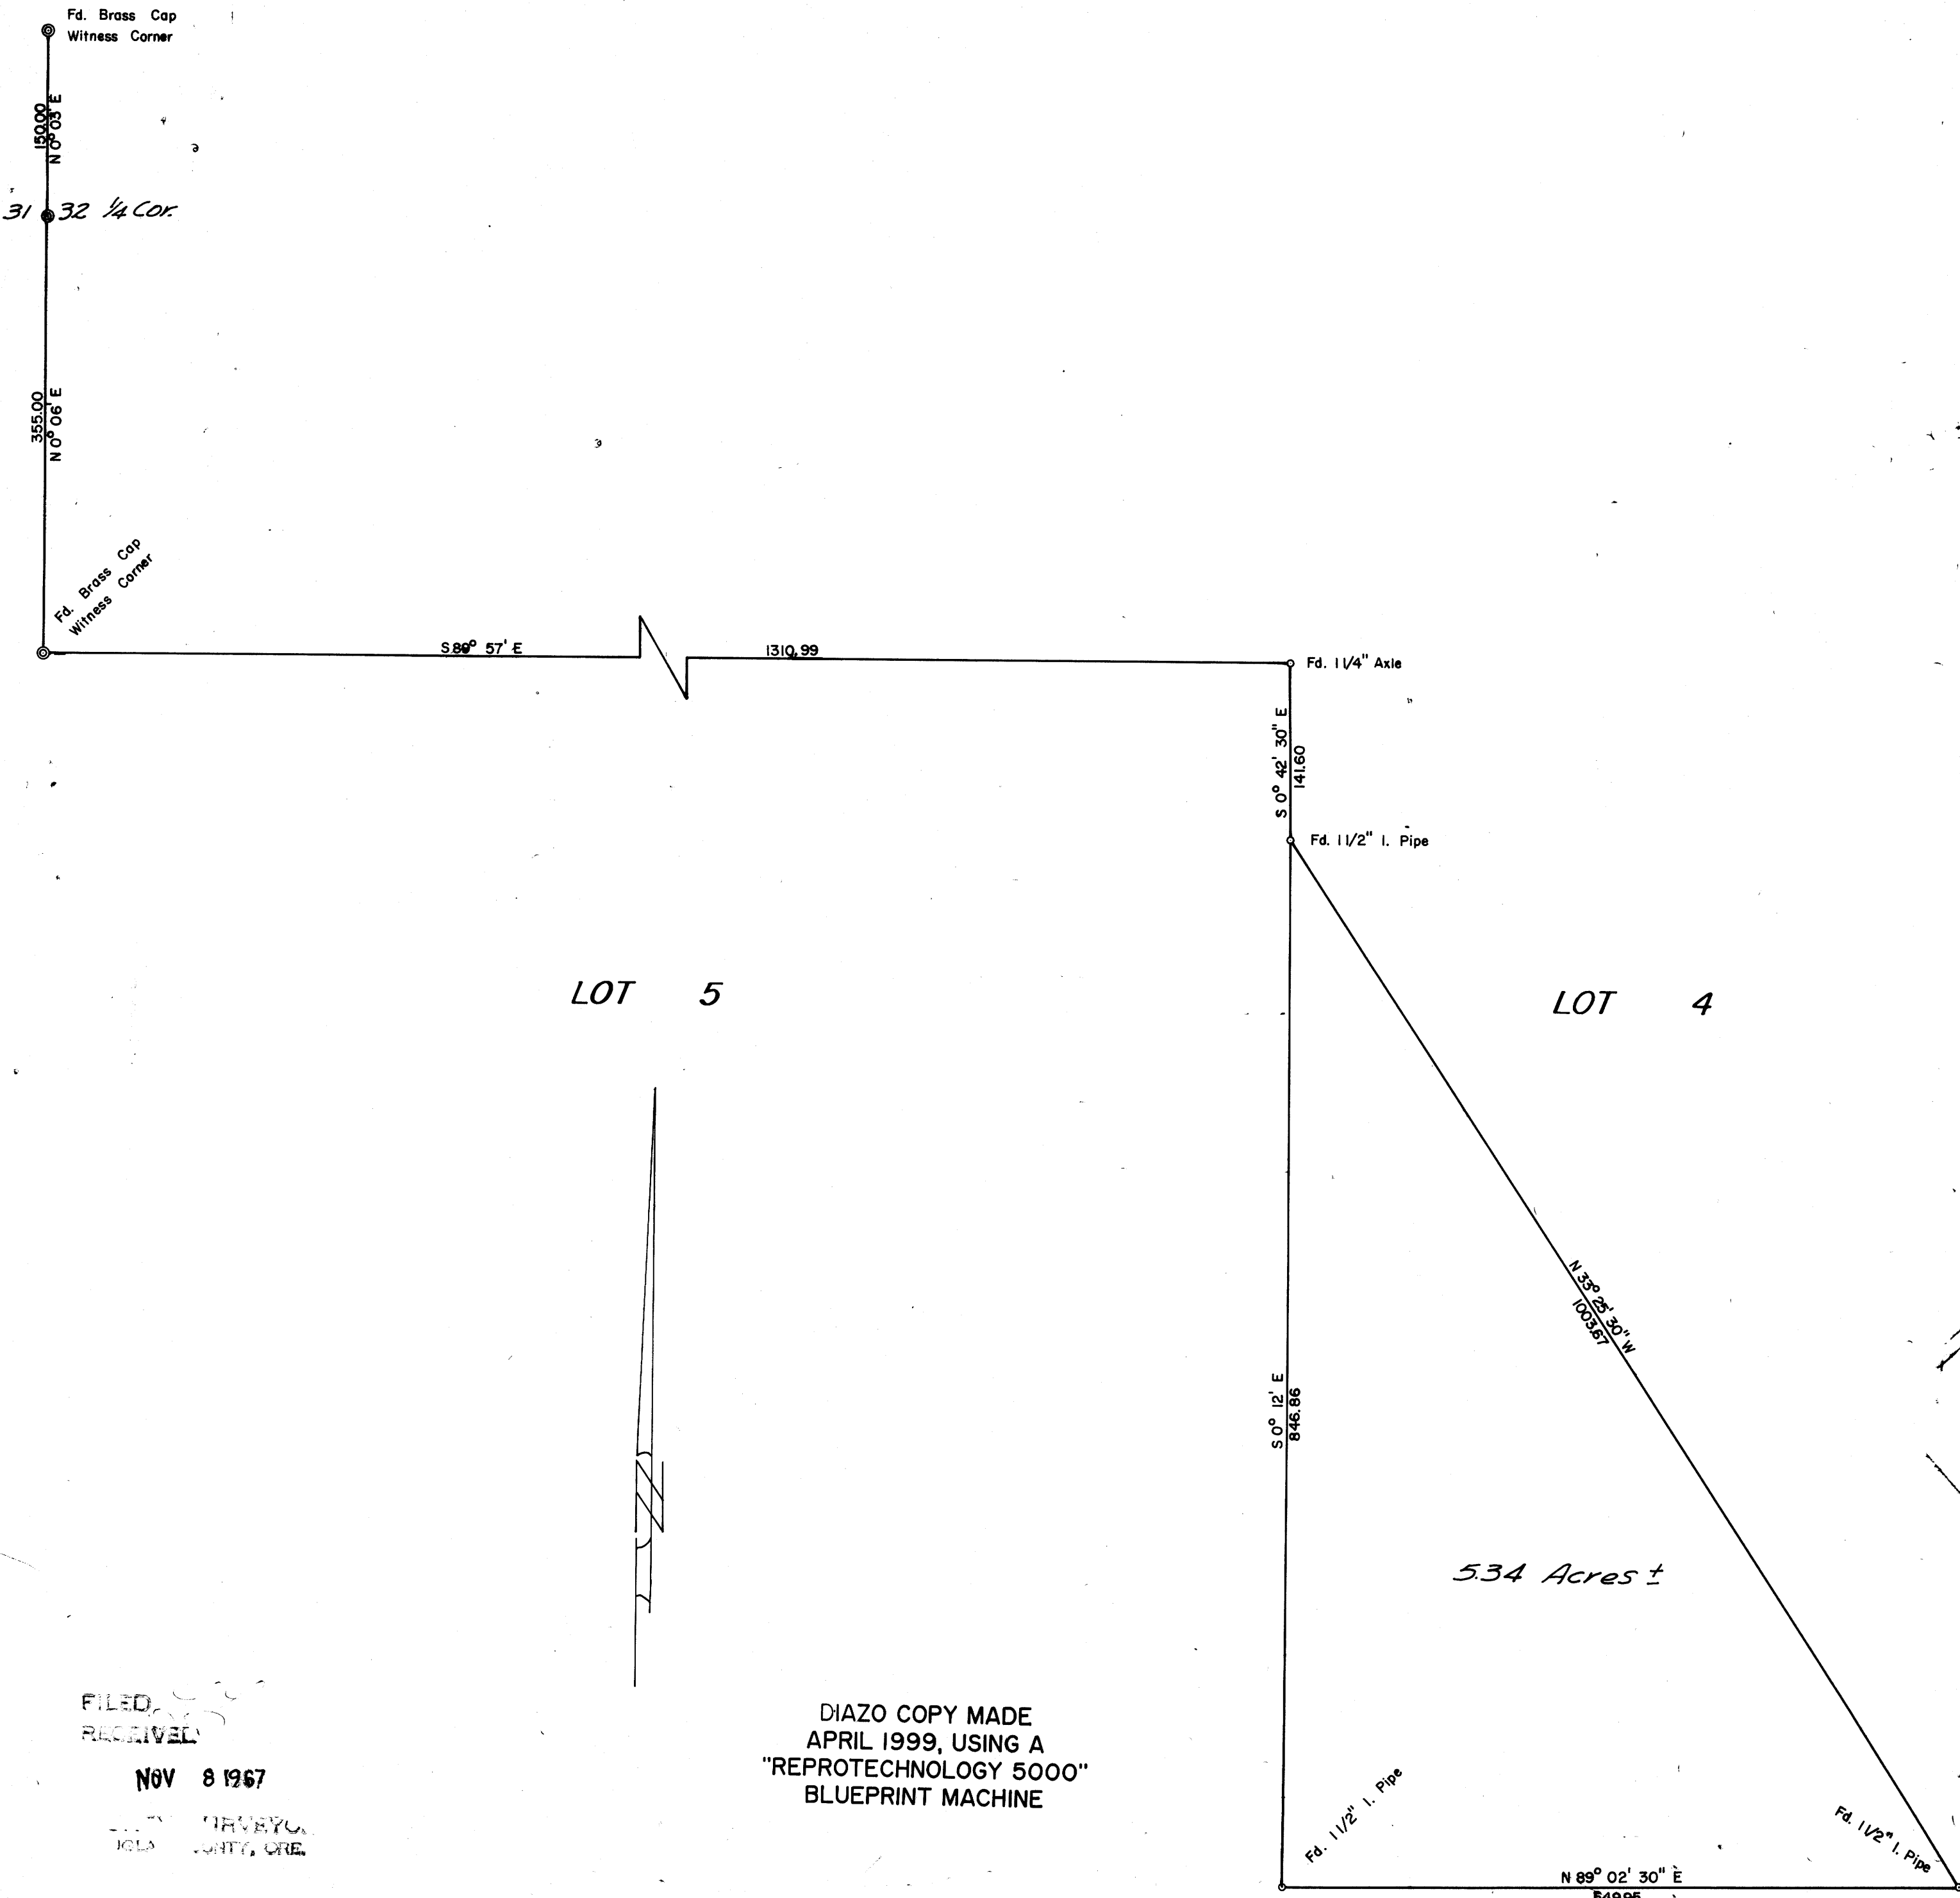 Fd. Brass Cap
Witness Corner
150.00
N 0° 03' E
31 32 1/4 Cor.
355.00
N 0° 06' E
Fd. Brass Cap
Witness Corner
S 89° 57' E
1310.99
Fd. 1 1/4" Axle
S 0° 42' 30" E
141.60
Fd. 1 1/2" I. Pipe
LOT 5
LOT 4
N 33° 25' 30" W
1003.67
S 0° 12' E
846.86
5.34 Acres ±
FILED
RECEIVED
NOV 8 1967
ORE.
DIAZO COPY MADE
APRIL 1999, USING A
"REPROTECHNOLOGY 5000"
BLUEPRINT MACHINE
Fd. 1 1/2" I. Pipe
Fd. 1 1/2" I. Pipe
N 89° 02' 30" E
549.95